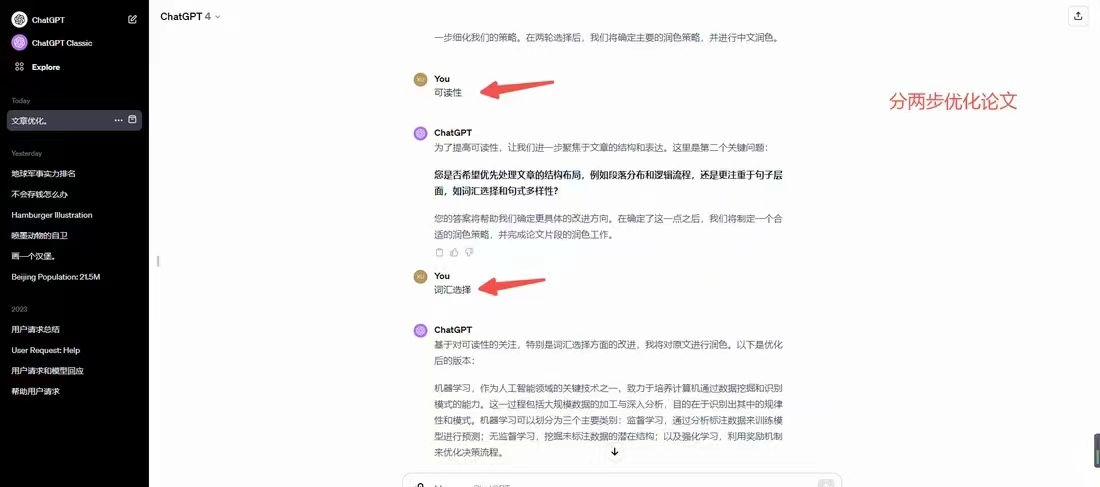 ChatGPT
ChatGPT Classic
Explore
Today
文章优化。
Yesterday
地球军事实力排名
不会存钱怎么办
Hamburger Illustration
喷墨动物的自卫
画一个汉堡。
Beijing Population: 21.5M
2023
用户请求总结
User Request: Help
用户请求和模型回应
帮助用户请求
ChatGPT 4
一步细化我们的策略。在两轮选择后，我们将确定主要的润色策略，并进行中文润色。
You
可读性
分两步优化论文
ChatGPT
为了提高可读性，让我们进一步聚焦于文章的结构和表达。这里是第二个关键问题：
您是否希望优先处理文章的结构布局，例如段落分布和逻辑流程，还是更注重于句子层
面，如词汇选择和句式多样性？
您的答案将帮助我们确定更具体的改进方向。在确定了这一点之后，我们将制定一个合
适的润色策略，并完成论文片段的润色工作。
You
词汇选择
ChatGPT
基于对可读性的关注，特别是词汇选择方面的改进，我将对原文进行润色。以下是优化
后的版本：
机器学习，作为人工智能领域的关键技术之一，致力于培养计算机通过数据挖掘和识别
模式的能力。这一过程包括大规模数据的加工与深入分析，目的在于识别出其中的规律
性和模式。机器学习可以划分为三个主要类别：监督学习，通过分析标注数据来训练模
型进行预测；无监督学习，挖掘未标注数据的潜在结构；以及强化学习，利用奖励机制
来优化决策流程。